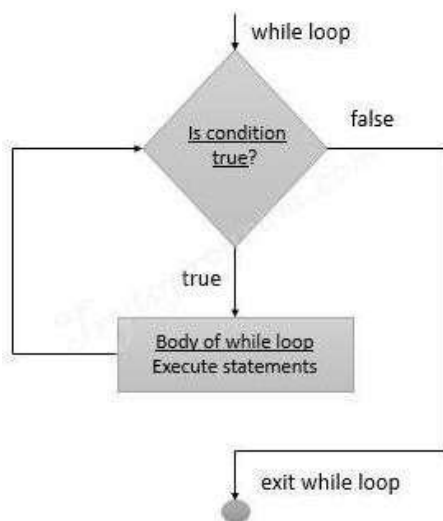 while loop
Is condition
true?
false
true
Body of while loop
Execute statements
exit while loop